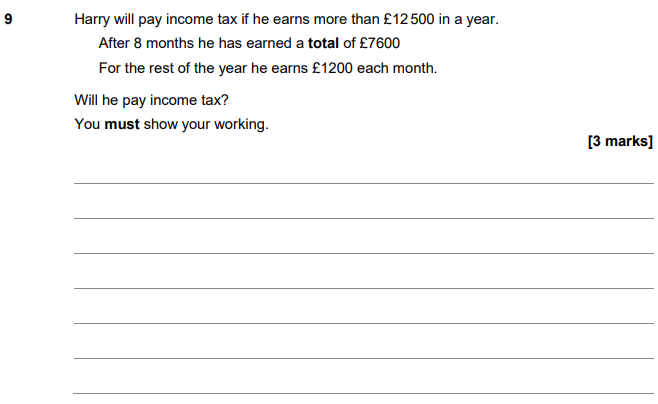 9 Harry will pay income tax if he earns more than £12 500 in a year.
After 8 months he has earned a total of £7600
For the rest of the year he earns £1200 each month.
Will he pay income tax?
You must show your working.
[3 marks]